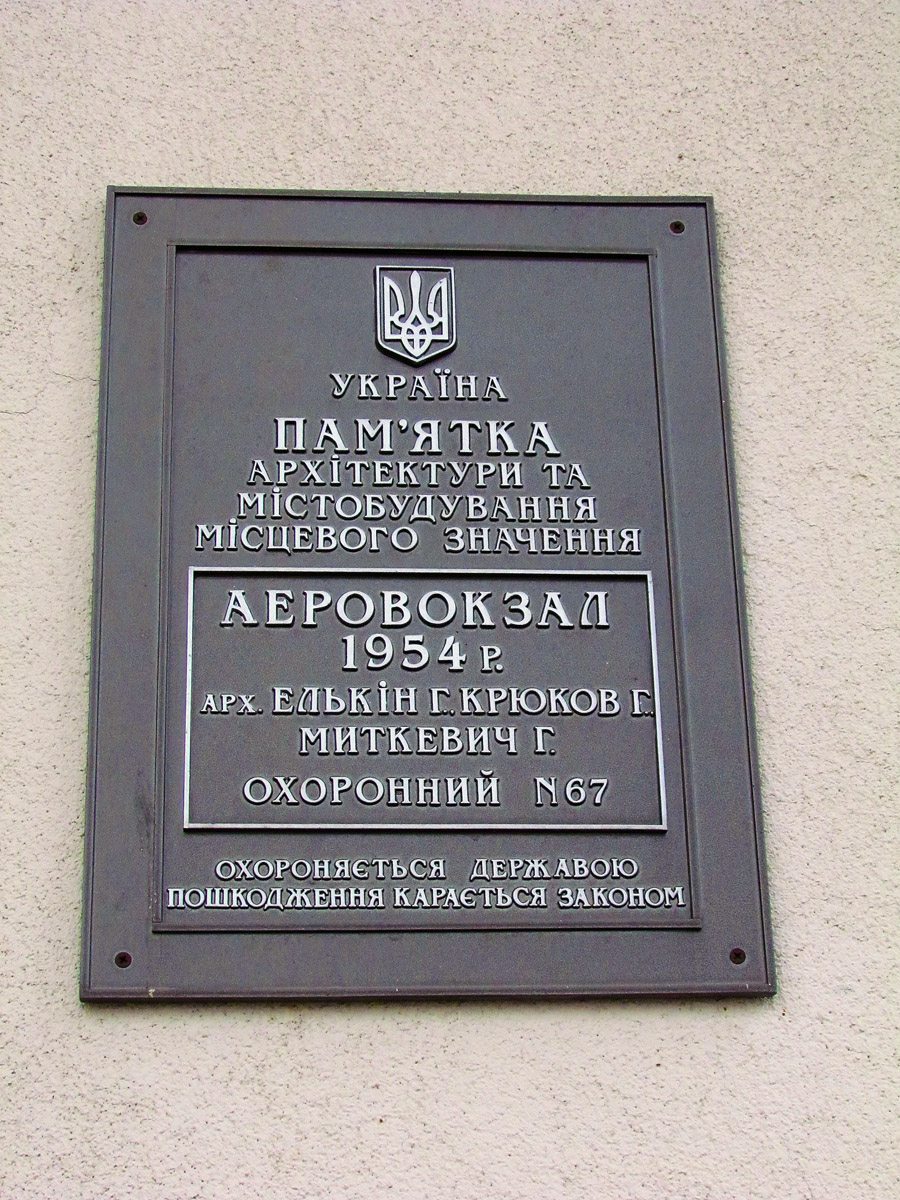 УКРАЇНА
ПАМ'ЯТКА
АРХІТЕКТУРИ ТА
МІСТОБУДУВАННЯ
МІСЦЕВОГО ЗНАЧЕННЯ
АЕРОВОКЗАЛ
1954 Р.
АРХ. ЕЛЬКІН Г., КРЮКОВ Г.,
МИТКЕВИЧ Г.
ОХОРОННИЙ N67
ОХОРОНЯЄТЬСЯ ДЕРЖАВОЮ
ПОШКОДЖЕННЯ КАРАЄТЬСЯ ЗАКОНОМ